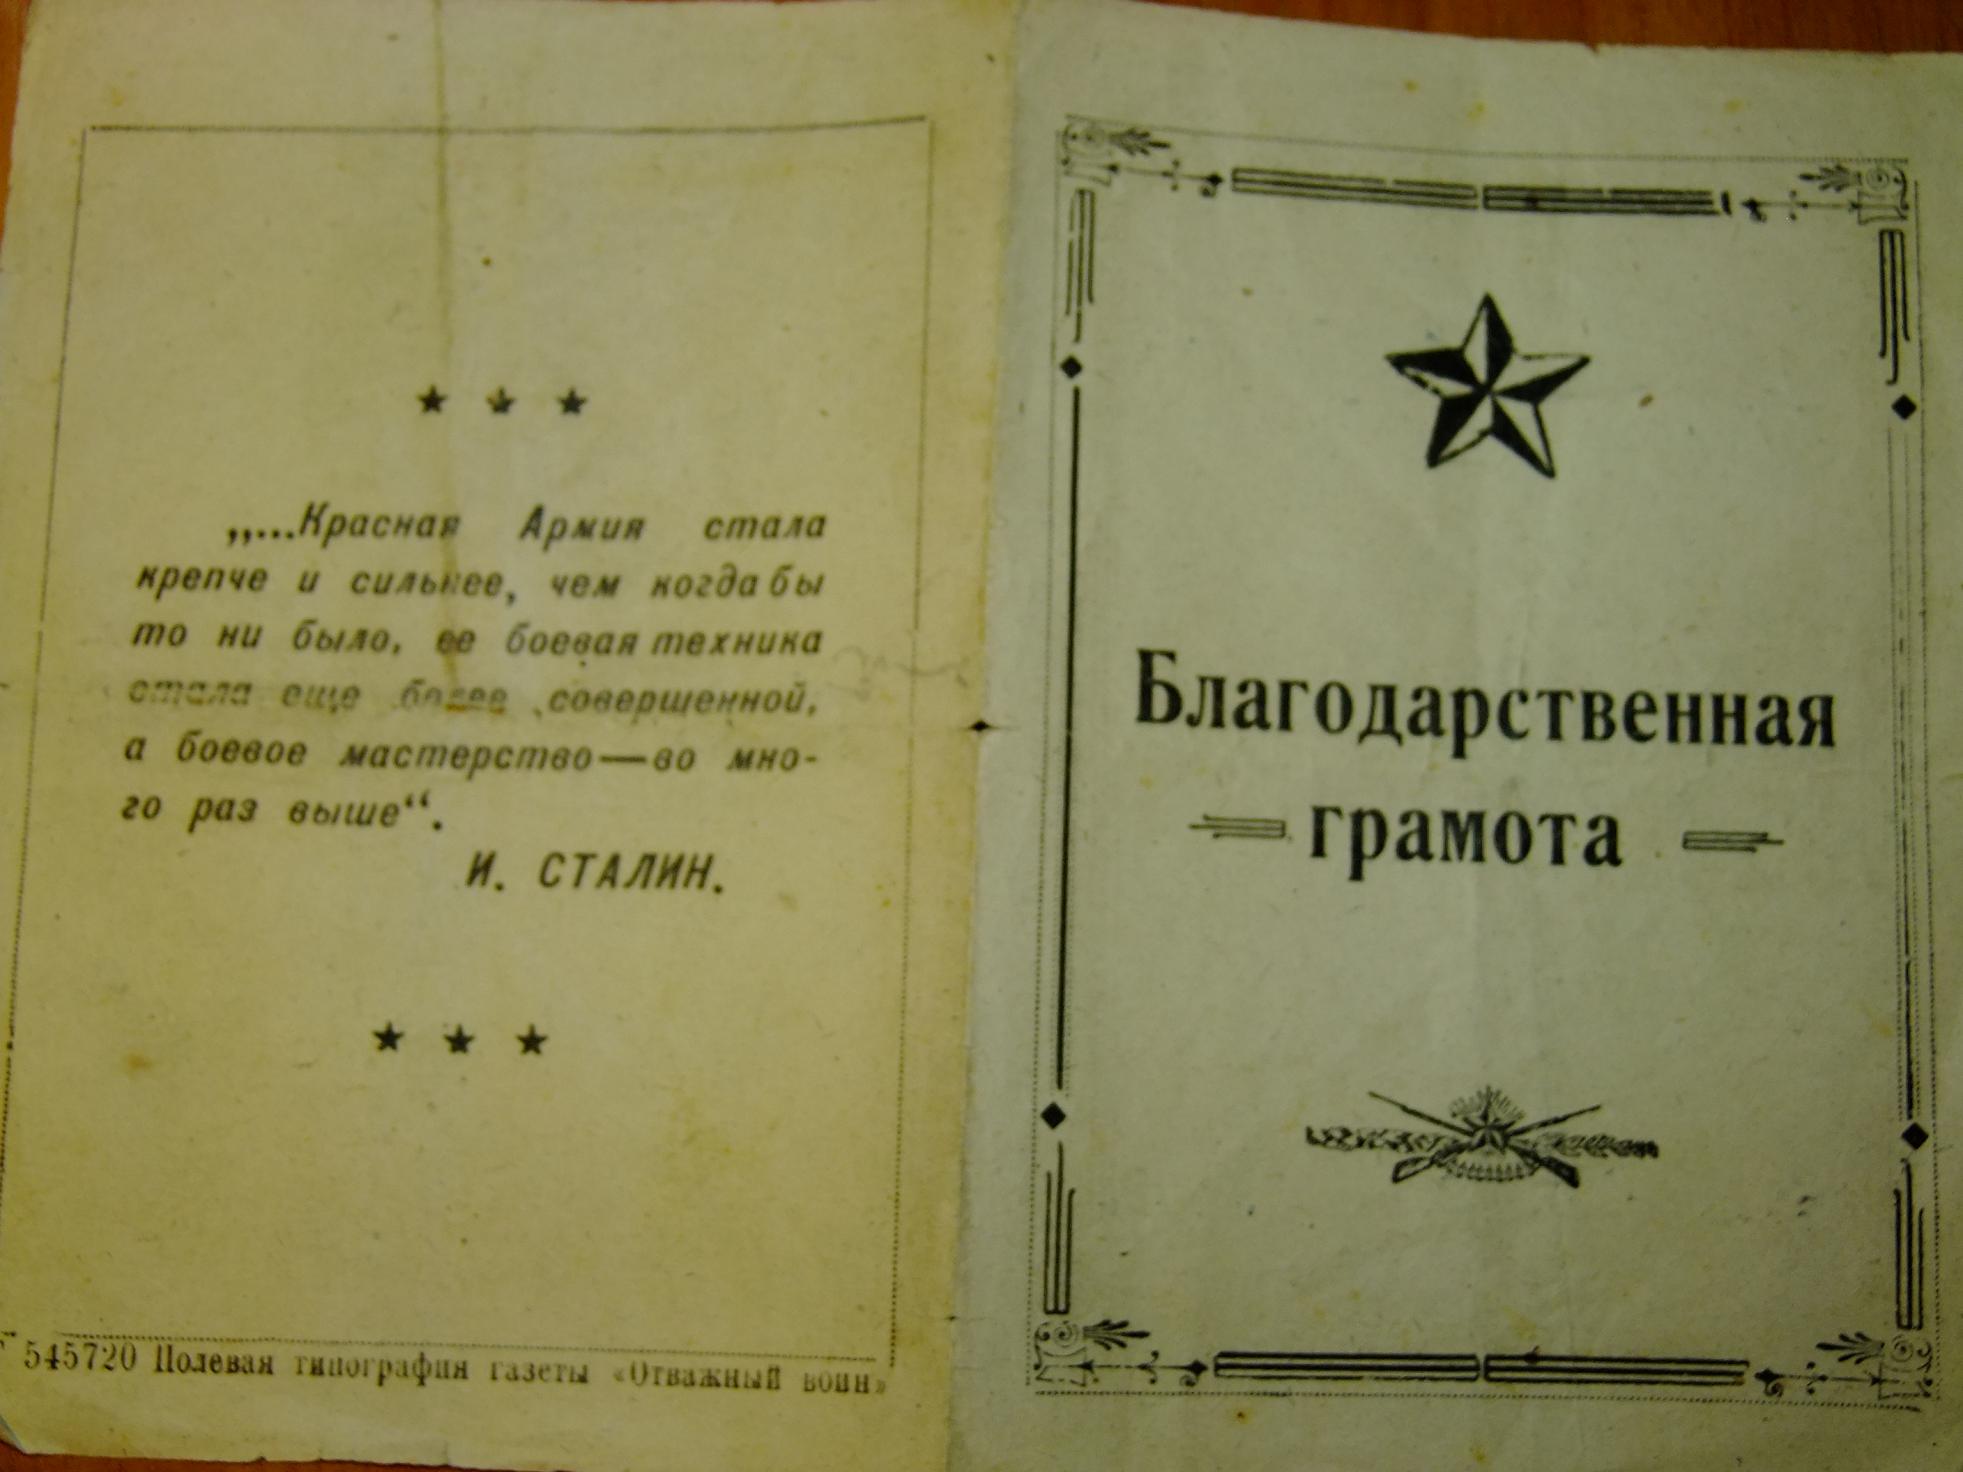 „...Красная Армия стала
крепче и сильнее, чем когда бы
то ни было, ее боевая техника
стала еще более совершенной,
а боевое мастерство—во мно-
го раз выше“.
И. СТАЛИН.
Г 545720 Полевая типография газеты «Отважный воин»
Благодарственная
грамота